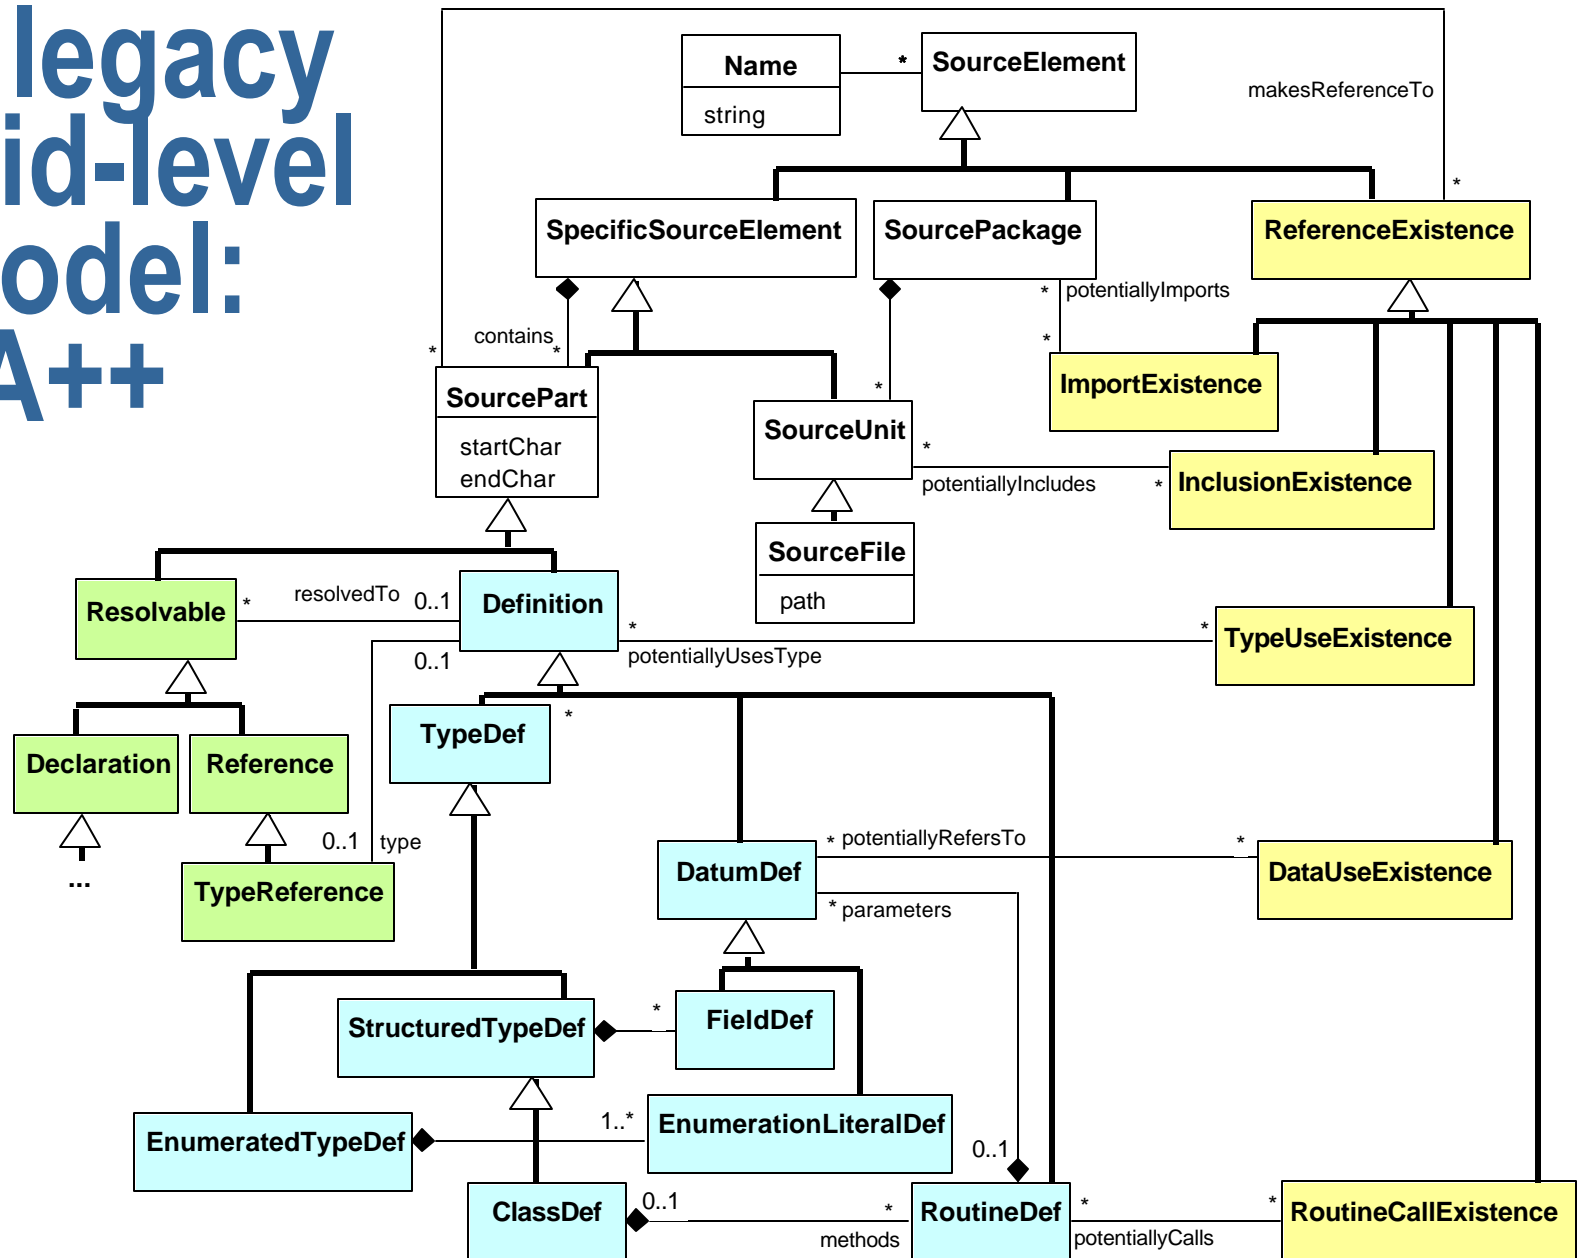 legacy
id-level
odel:
A++
Name
string
*
SourceElement
makesReferenceTo
*
SpecificSourceElement
SourcePackage
ReferenceExistence
contains
*
*
* potentiallyImports
*
*
SourcePart
startChar
endChar
SourceUnit
ImportExistence
*
potentiallyIncludes
*
InclusionExistence
SourceFile
path
Resolvable
*
resolvedTo
0..1
Definition
0..1
*
potentiallyUsesType
*
TypeUseExistence
TypeDef
*
Declaration
Reference
...
0..1 type
TypeReference
DatumDef
* potentiallyRefersTo
*
DataUseExistence
* parameters
StructuredTypeDef
*
FieldDef
EnumeratedTypeDef
1..*
EnumerationLiteralDef
0..1
ClassDef
0..1
*
methods
RoutineDef
*
potentiallyCalls
*
RoutineCallExistence